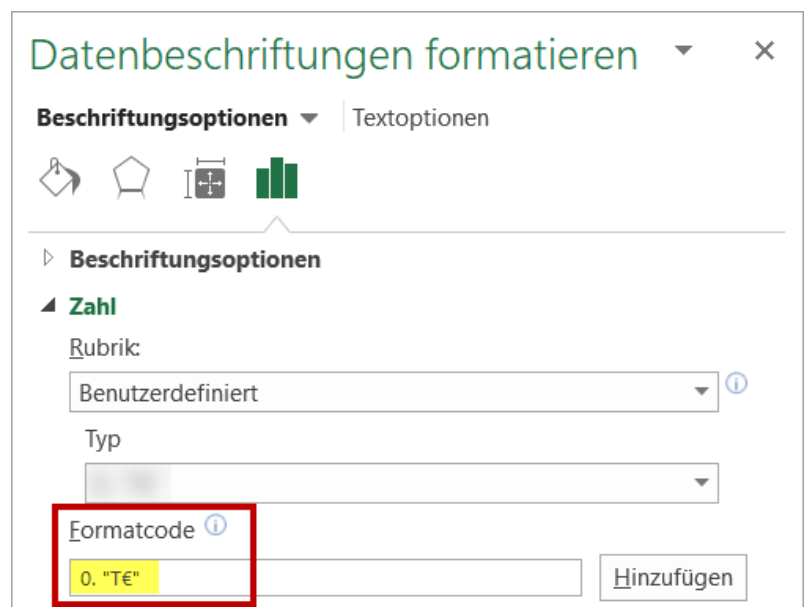 Datenbeschriftungen formatieren
Beschriftungsoptionen Textoptionen
Beschriftungsoptionen
Zahl
Rubrik:
Benutzerdefiniert
Typ
Formatcode
0. "T€" Hinzufügen